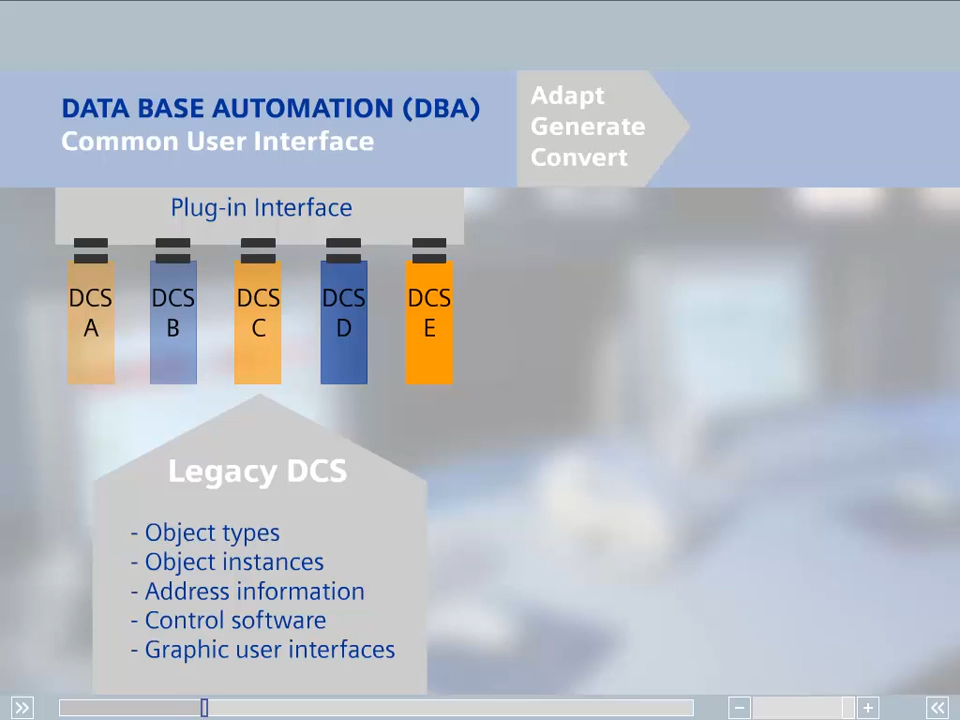 DATA BASE AUTOMATION (DBA)
Common User Interface
Adapt
Generate
Convert
Plug-in Interface
DCS
A
DCS
B
DCS
C
DCS
D
DCS
E
Legacy DCS
- Object types
- Object instances
- Address information
- Control software
- Graphic user interfaces